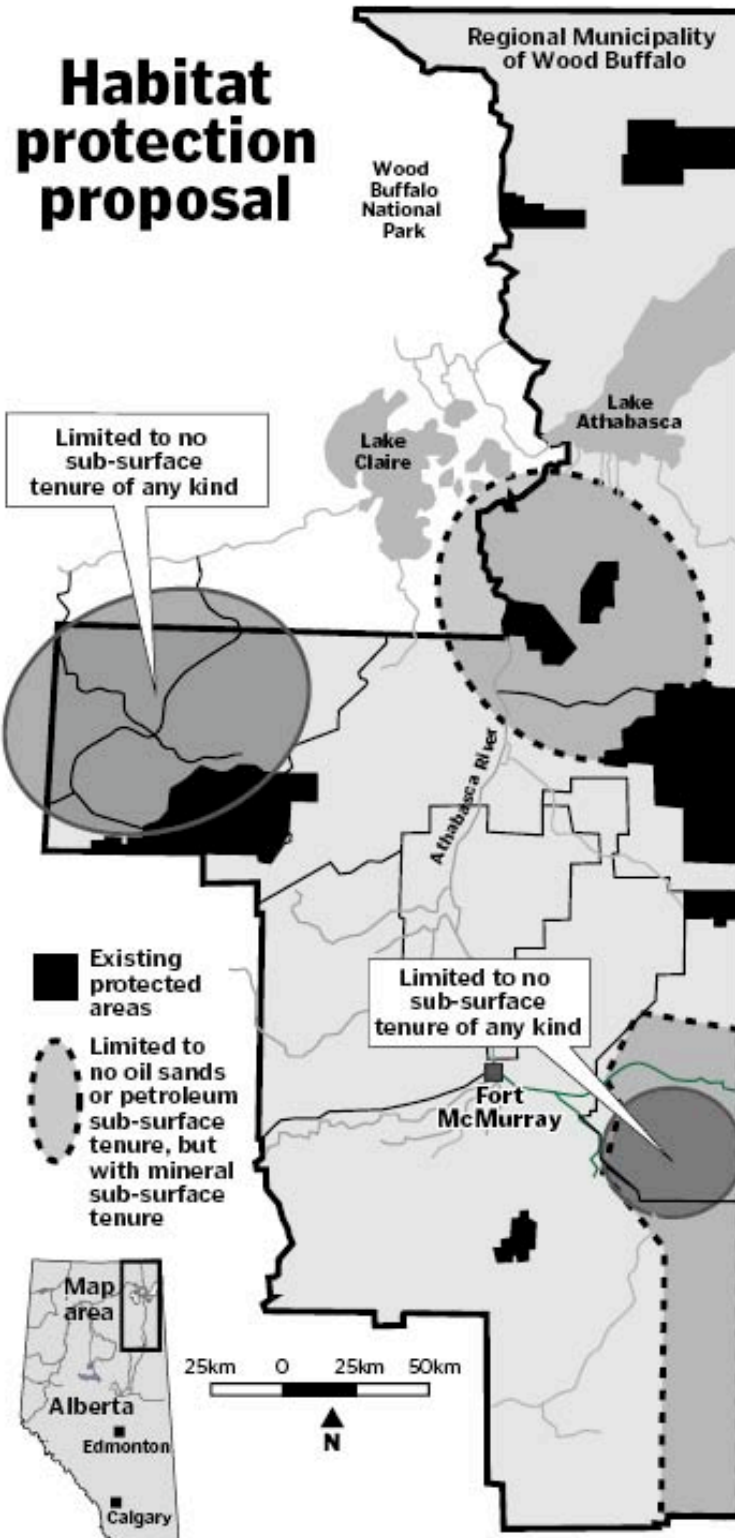 Habitat
protection
proposal
Regional Municipality
of Wood Buffalo
Wood
Buffalo
National
Park
Lake
Athabasca
Lake
Claire
Limited to no
sub-surface
tenure of any kind
Athabasca River
Existing
protected
areas
Limited to
no oil sands
or petroleum
sub-surface
tenure, but
with mineral
sub-surface
tenure
Limited to no
sub-surface
tenure of any kind
Fort
McMurray
Map
area
Alberta
Edmonton
Calgary
25km 0 25km 50km
N